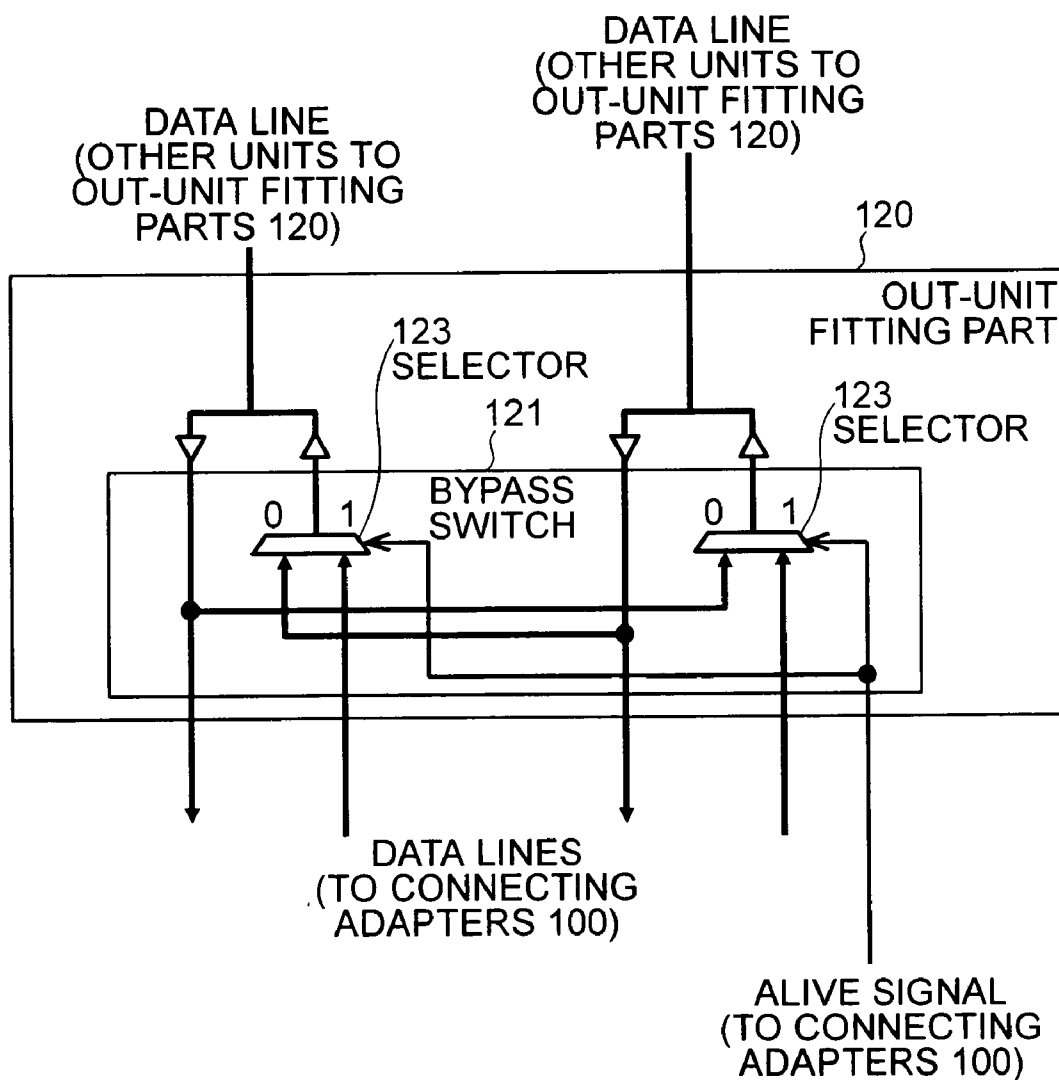 DATA LINE
(OTHER UNITS TO
OUT-UNIT FITTING
PARTS 120)
DATA LINE
(OTHER UNITS TO
OUT-UNIT FITTING
PARTS 120)
120
OUT-UNIT
FITTING PART
123
SELECTOR
121
123
SELECTOR
BYPASS
SWITCH
0 1
0 1
DATA LINES
(TO CONNECTING
ADAPTERS 100)
ALIVE SIGNAL
(TO CONNECTING
ADAPTERS 100)